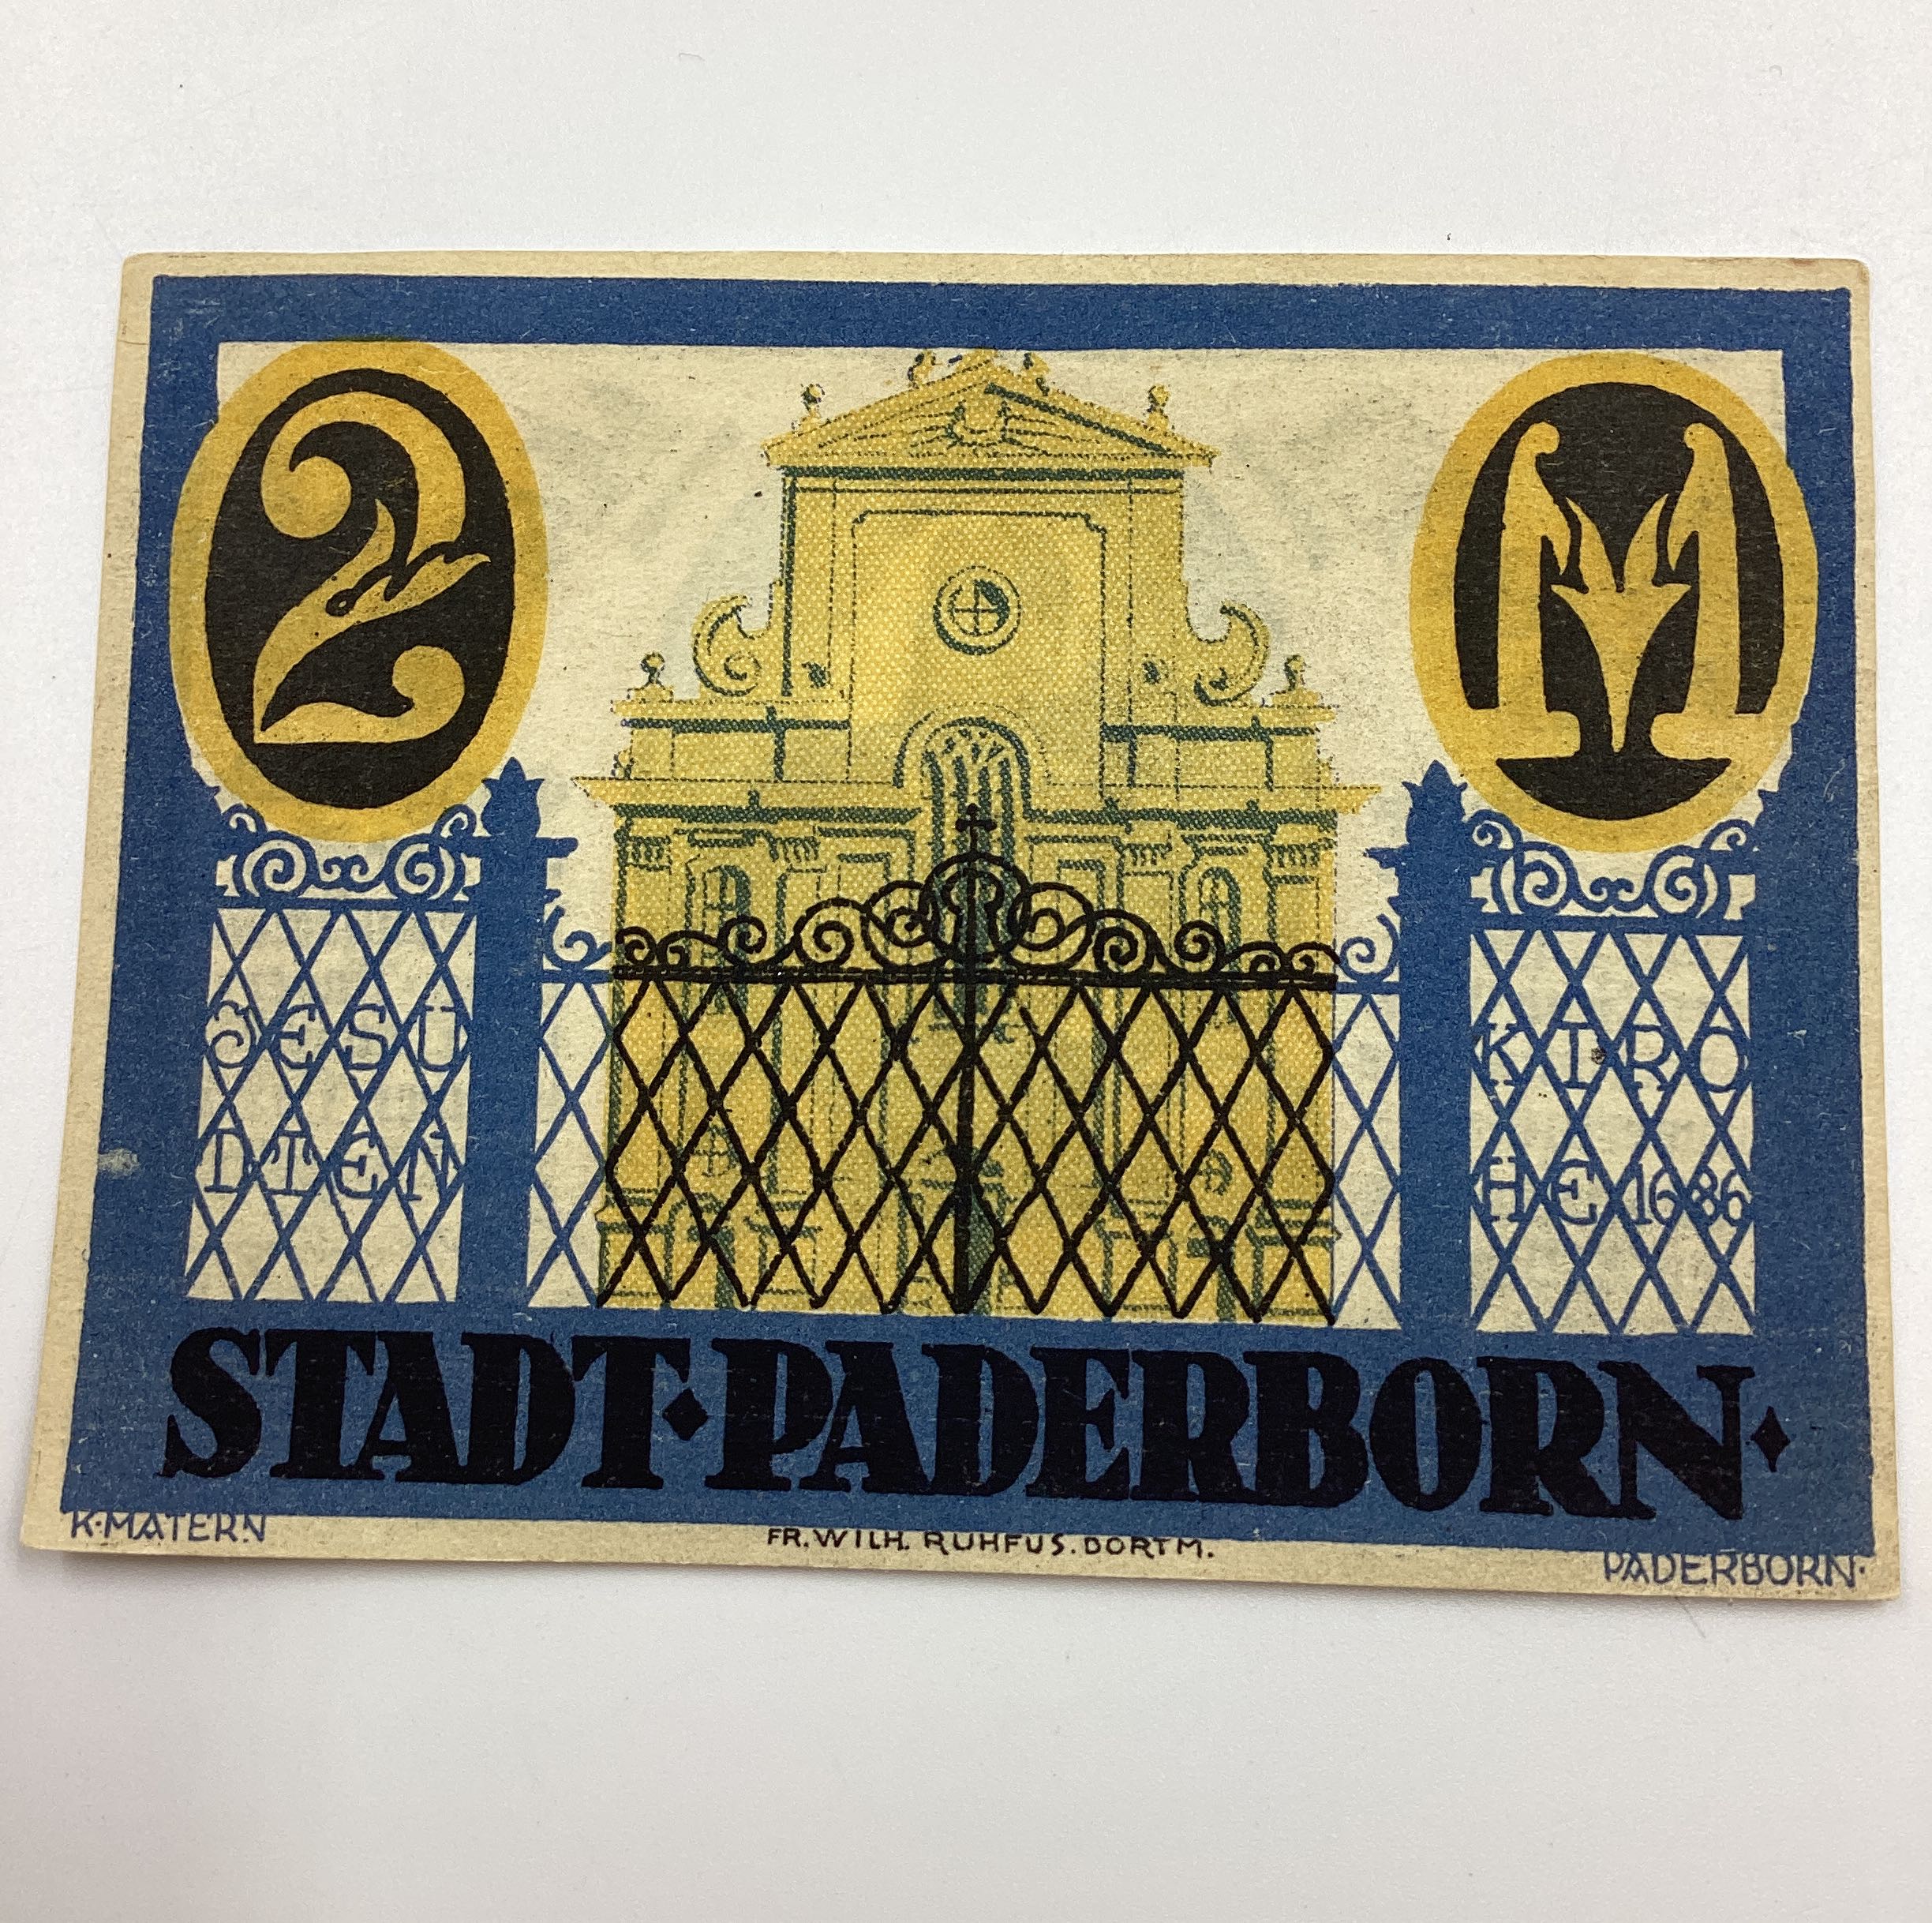 2 M
JESU KIRC
ITEN HE 1686
STADT·PADERBORN·
K·MATERN FR. WILH. RUHFUS. DORTM. PADERBORN·